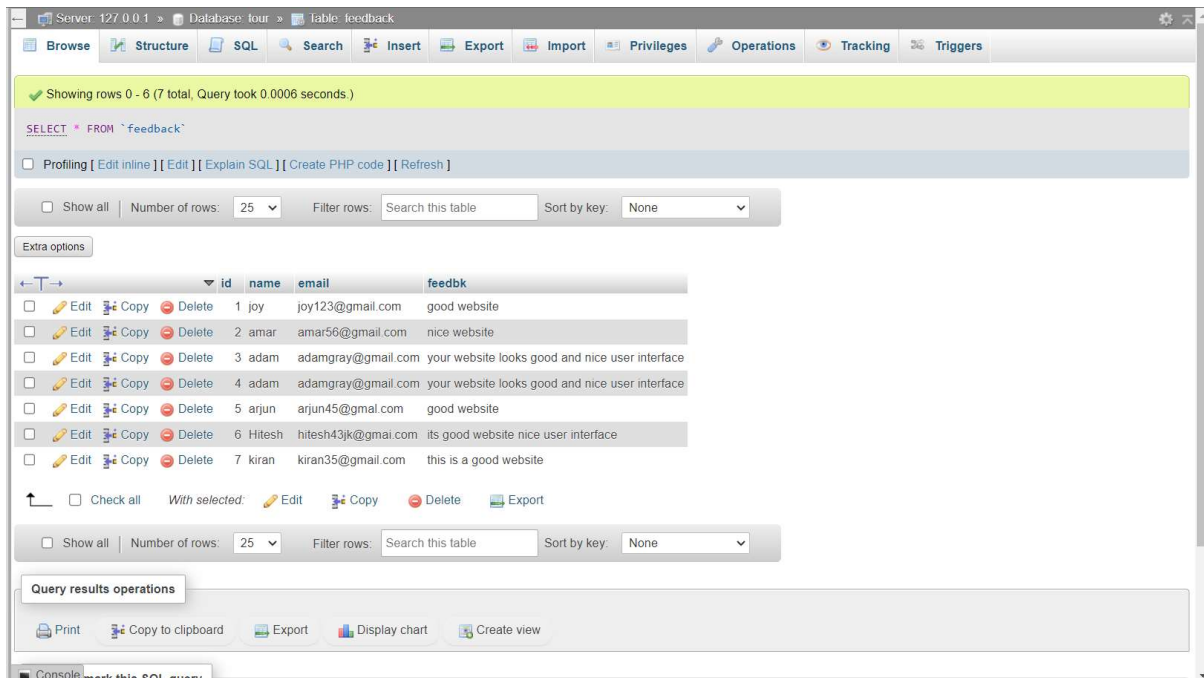 Server: 127.0.0.1 » Database: tour » Table: feedback
Browse Structure SQL Search Insert Export Import Privileges Operations Tracking Triggers
Showing rows 0 - 6 (7 total, Query took 0.0006 seconds.)
SELECT * FROM `feedback`
Profiling [ Edit inline ] [ Edit ] [ Explain SQL ] [ Create PHP code ] [ Refresh ]
Show all | Number of rows: 25 Filter rows: Search this table Sort by key: None
Extra options
←T→ id name email feedbk
Edit Copy Delete 1 joy joy123@gmail.com good website
Edit Copy Delete 2 amar amar56@gmail.com nice website
Edit Copy Delete 3 adam adamgray@gmail.com your website looks good and nice user interface
Edit Copy Delete 4 adam adamgray@gmail.com your website looks good and nice user interface
Edit Copy Delete 5 arjun arjun45@gmal.com good website
Edit Copy Delete 6 Hitesh hitesh43jk@gmai.com its good website nice user interface
Edit Copy Delete 7 kiran kiran35@gmail.com this is a good website
Check all With selected: Edit Copy Delete Export
Show all | Number of rows: 25 Filter rows: Search this table Sort by key: None
Query results operations
Print Copy to clipboard Export Display chart Create view
Console mark this SQL query